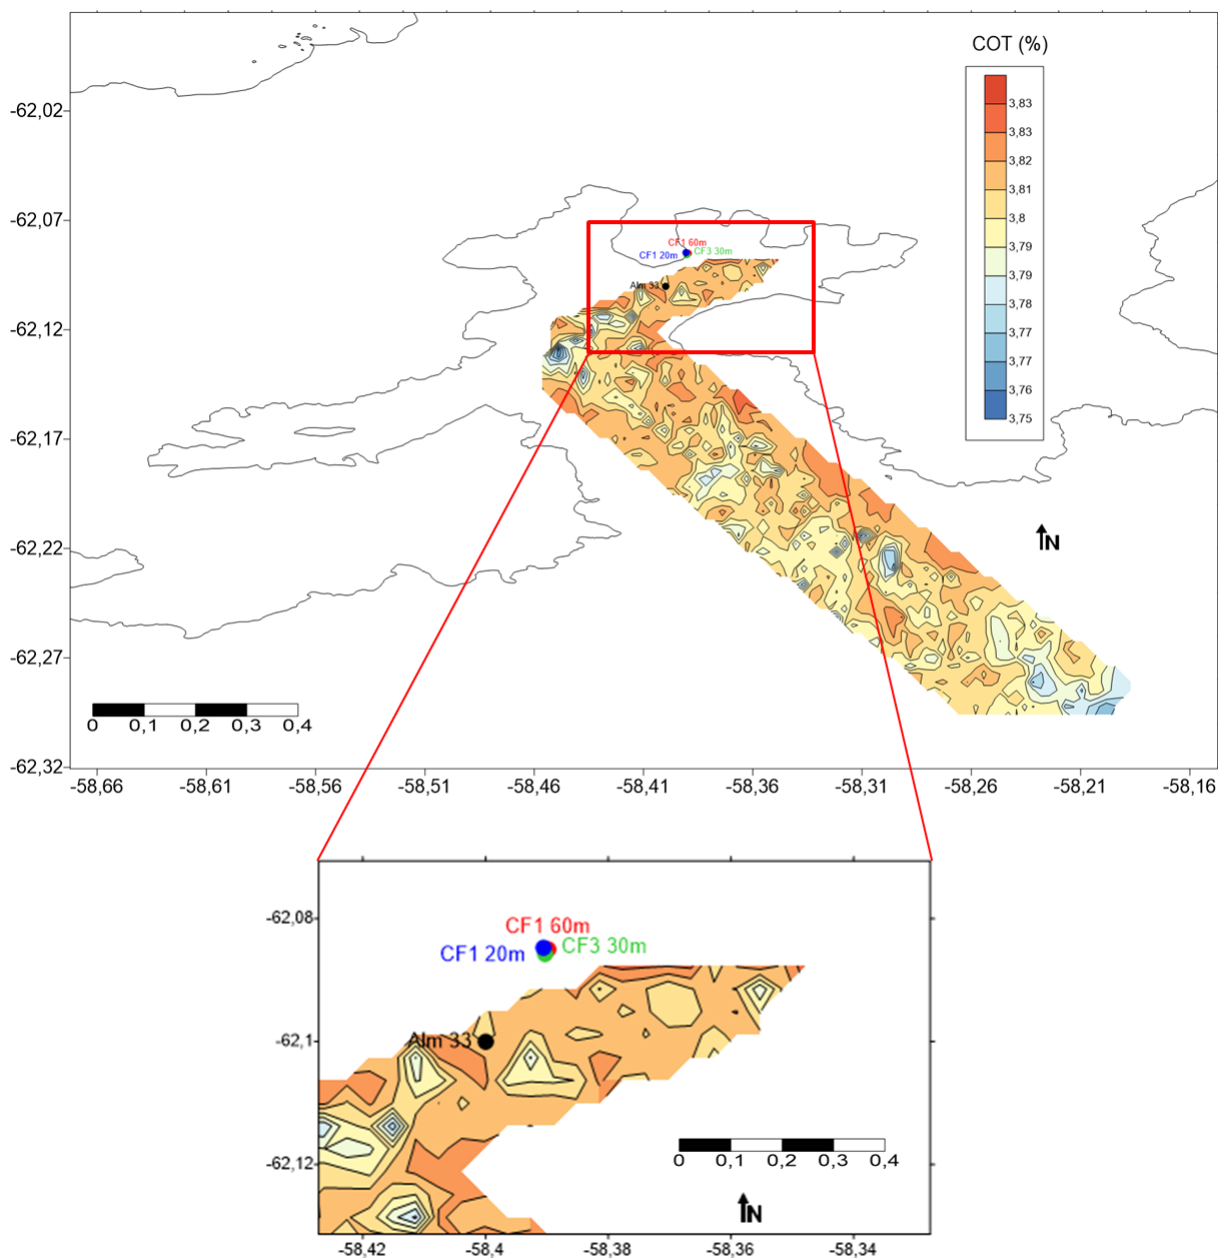 COT (%)
3,83
3,83
3,82
3,81
3,8
3,79
3,79
3,78
3,77
3,77
3,76
3,75
-62,02
-62,07
-62,12
-62,17
-62,22
-62,27
-62,32
CF1 60m
CF1 20m
CF3 30m
Alm 33
N
0 0,1 0,2 0,3 0,4
-58,66 -58,61 -58,56 -58,51 -58,46 -58,41 -58,36 -58,31 -58,26 -58,21 -58,16
-62,08
-62,1
-62,12
CF1 60m
CF1 20m
CF3 30m
Alm 33
0 0,1 0,2 0,3 0,4
N
-58,42 -58,4 -58,38 -58,36 -58,34